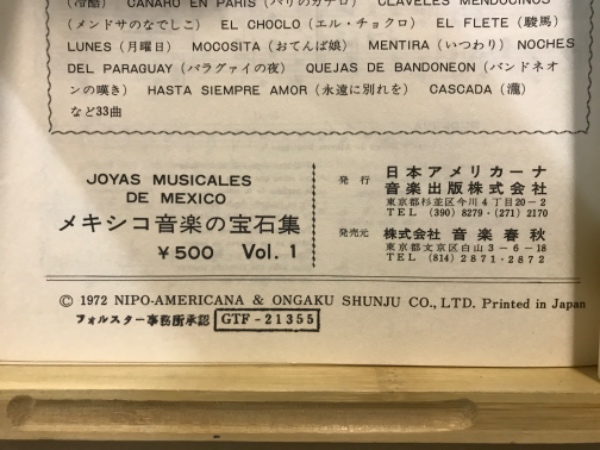 (冷酷) CANARO EN PARIS (パリのカナロ) CLAVELES MENDOCINOS
(メンドサのなでしこ) EL CHOCLO (エル・チョクロ) EL FLETE (駿馬)
LUNES (月曜日) MOCOSITA (おてんば娘) MENTIRA (いつわり) NOCHES
DEL PARAGUAY (パラグァイの夜) QUEJAS DE BANDONEON (バンドネオ
ンの嘆き) HASTA SIEMPRE AMOR (永遠に別れを) CASCADA (瀧)
など33曲
JOYAS MUSICALES
DE MEXICO
メキシコ音楽の宝石集
¥500 Vol. 1
発行 日本アメリカーナ
音楽出版株式会社
東京都杉並区今川4丁目20-2
TEL (390) 8279・(271) 2170
発売元 株式会社 音楽春秋
東京都文京区白山3-6-18
TEL (814) 2871・2872
© 1972 NIPO-AMERICANA & ONGAKU SHUNJU CO., LTD. Printed in Japan
フォルスター事務所承認 GTF-21355